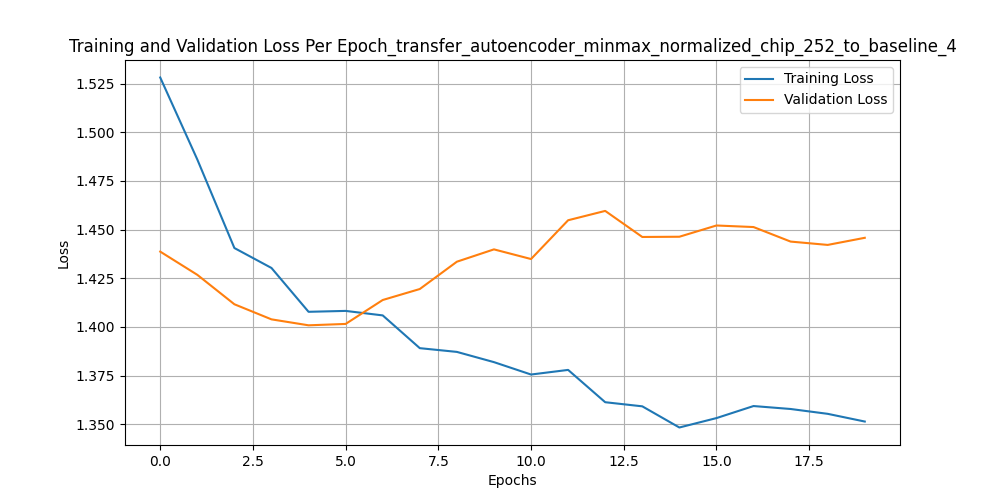 Training and Validation Loss Per Epoch_transfer_autoencoder_minmax_normalized_chip_252_to_baseline_4
Training Loss
Validation Loss
Loss
1.525
1.500
1.475
1.450
1.425
1.400
1.375
1.350
0.0 2.5 5.0 7.5 10.0 12.5 15.0 17.5
Epochs